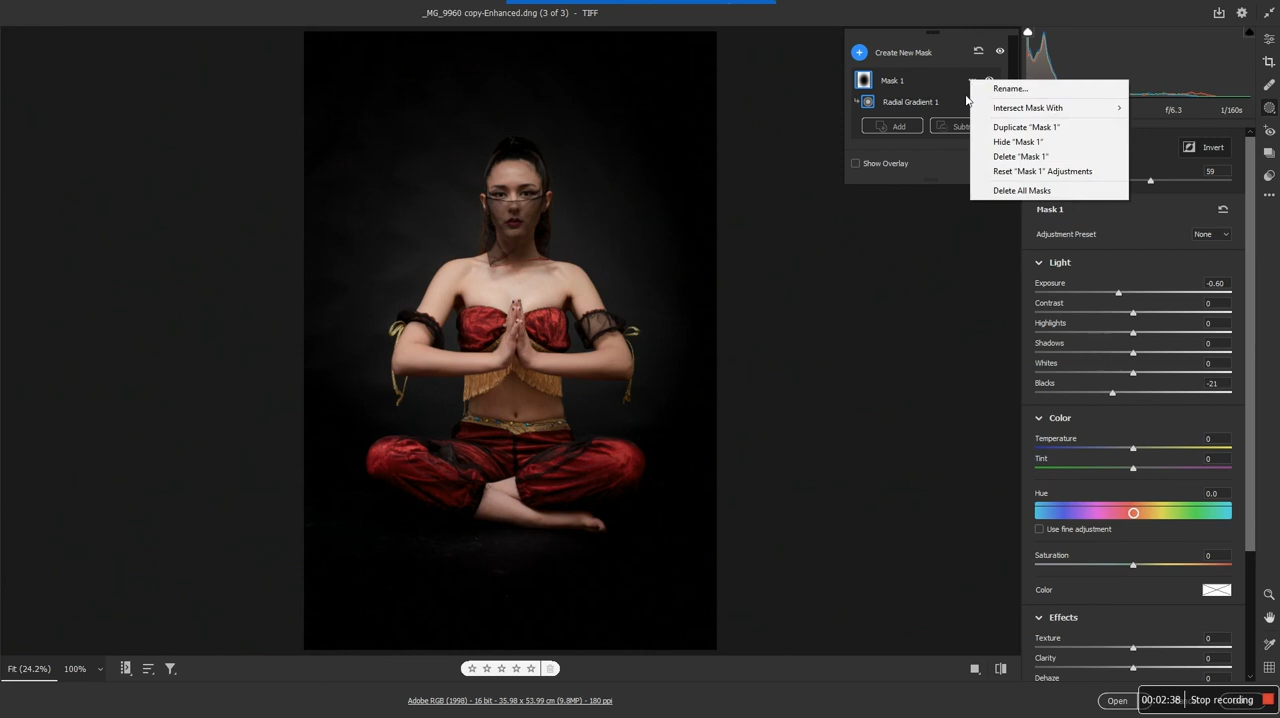 _MG_9960 copy-Enhanced.dng (3 of 3) - TIFF
Create New Mask
Mask 1
Radial Gradient 1
Add
Show Overlay
Rename...
Intersect Mask With
Duplicate "Mask 1"
Hide "Mask 1"
Delete "Mask 1"
Reset "Mask 1" Adjustments
Delete All Masks
f/6.3 1/160s
Invert
59
Mask 1
Adjustment Preset None
Light
Exposure -0.60
Contrast 0
Highlights 0
Shadows 0
Whites 0
Blacks -21
Color
Temperature 0
Tint 0
Hue 0.0
Use fine adjustment
Saturation 0
Color
Effects
Texture 0
Clarity 0
Dehaze
Fit (24.2%) 100%
Adobe RGB (1998) - 16 bit - 35.98 x 53.99 cm (9.8MP) - 180 ppi
Open
00:02:38 Stop recording